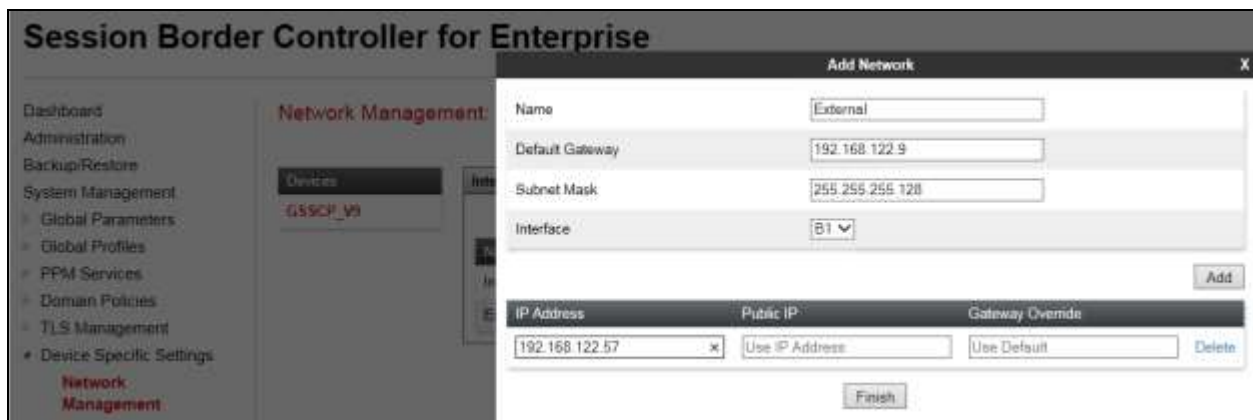 Session Border Controller for Enterprise
Dashboard
Administration
Backup/Restore
System Management
Global Parameters
Global Profiles
PPM Services
Domain Policies
TLS Management
Device Specific Settings
Network
Management
Network Management:
Devices
GSSCP_V9
Add Network X
Name External
Default Gateway 192.168.122.9
Subnet Mask 255.255.255.128
Interface B1
Add
IP Address Public IP Gateway Override
192.168.122.57 × Use IP Address Use Default Delete
Finish